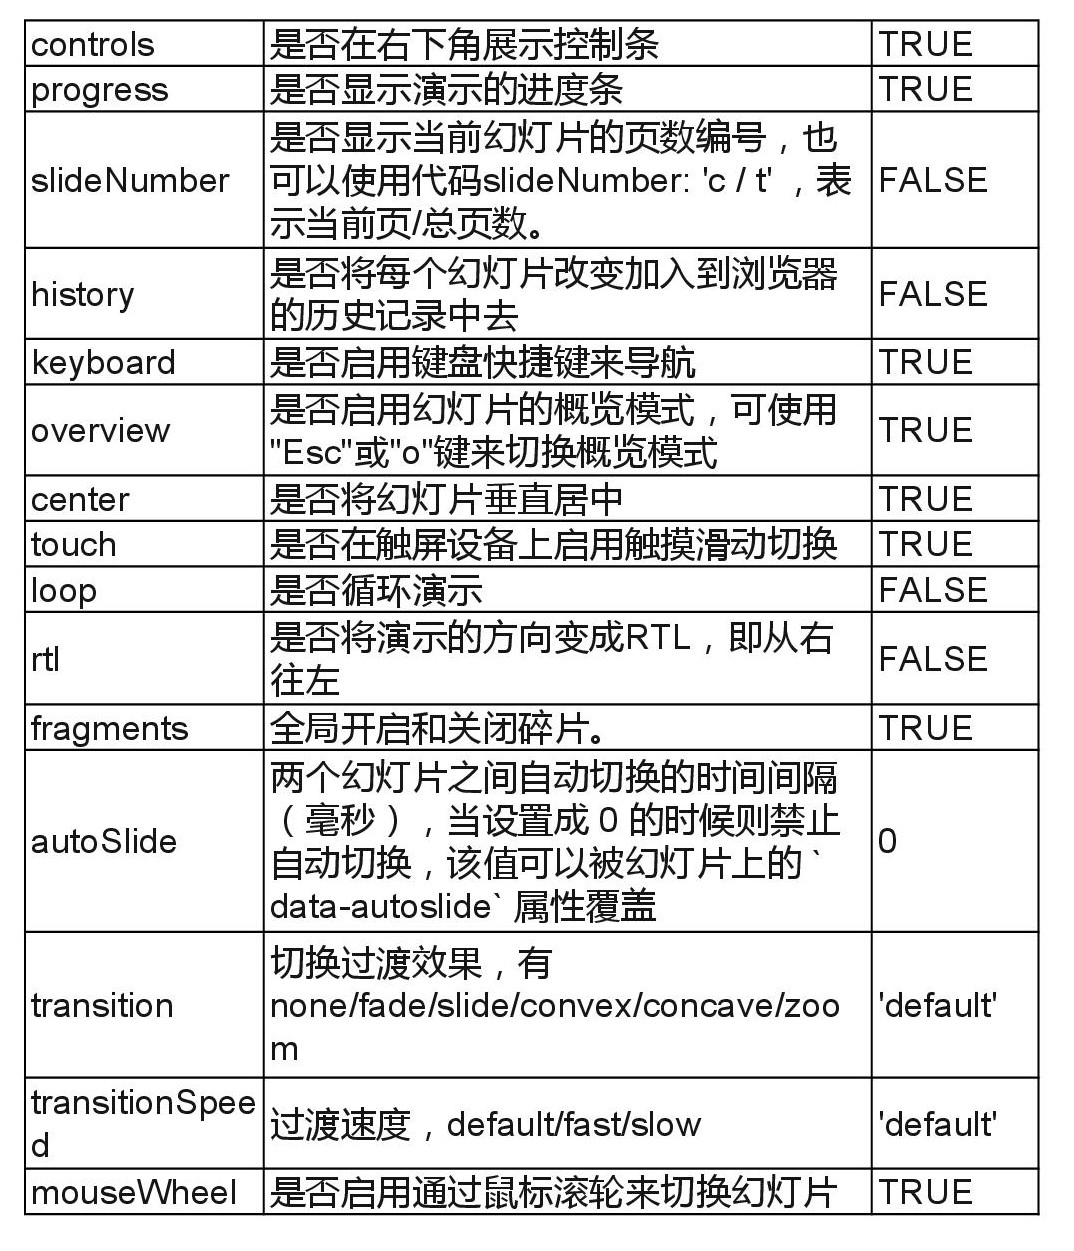 controls 是否在右下角展示控制条 TRUE
progress 是否显示演示的进度条 TRUE
是否显示当前幻灯片的页数编号，也
slideNumber 可以使用代码slideNumber: 'c / t' ，表 FALSE
示当前页/总页数。
是否将每个幻灯片改变加入到浏览器
history FALSE
的历史记录中去
keyboard 是否启用键盘快捷键来导航 TRUE
是否启用幻灯片的概览模式，可使用
overview TRUE
"Esc"或"o"键来切换概览模式
center 是否将幻灯片垂直居中 TRUE
touch 是否在触屏设备上启用触摸滑动切换 TRUE
loop 是否循环演示 FALSE
是否将演示的方向变成RTL，即从右
rtl FALSE
往左
fragments 全局开启和关闭碎片。 TRUE
两个幻灯片之间自动切换的时间间隔
（毫秒），当设置成 0 的时候则禁止
autoSlide 0
自动切换，该值可以被幻灯片上的 `
data-autoslide` 属性覆盖
切换过渡效果，有
transition none/fade/slide/convex/concave/zoo 'default'
m
transitionSpee
过渡速度，default/fast/slow 'default'
d
mouseWheel 是否启用通过鼠标滚轮来切换幻灯片 TRUE